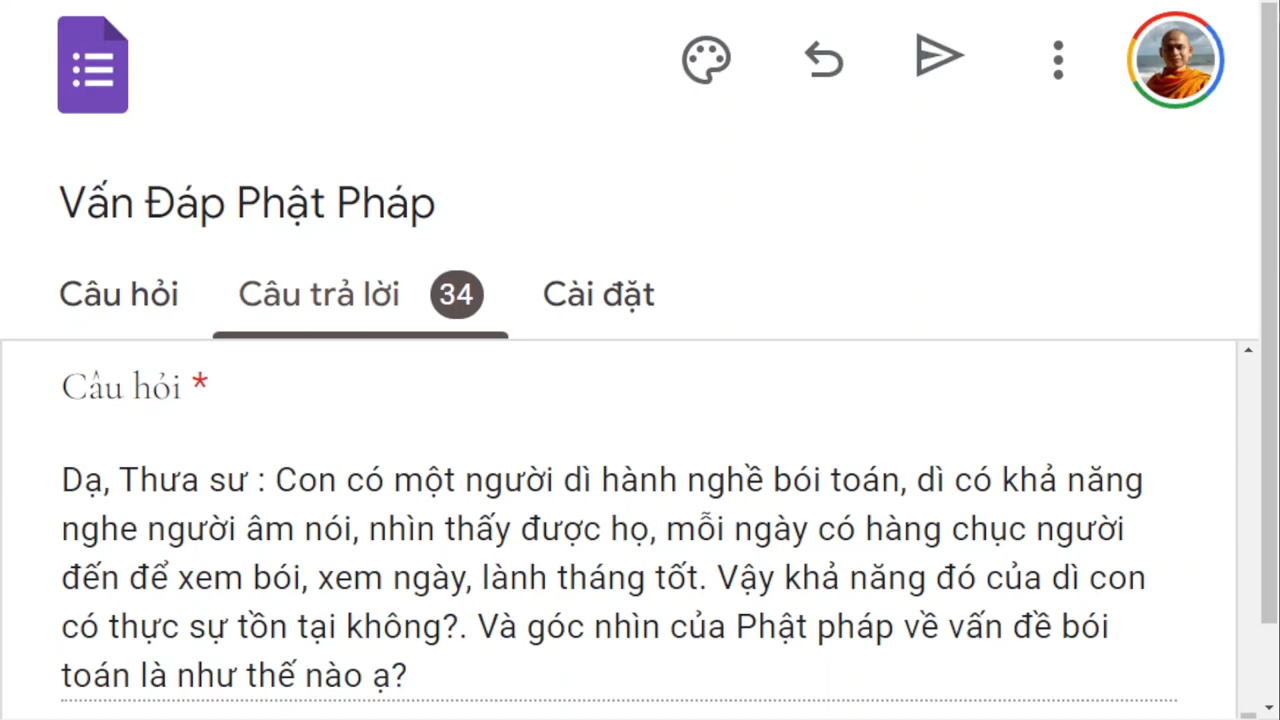 Vấn Đáp Phật Pháp
Câu hỏi
Câu trả lời
34
Cài đặt
Câu hỏi *
Dạ, Thưa sư : Con có một người dì hành nghề bói toán, dì có khả năng
nghe người âm nói, nhìn thấy được họ, mỗi ngày có hàng chục người
đến để xem bói, xem ngày, lành tháng tốt. Vậy khả năng đó của dì con
có thực sự tồn tại không?. Và góc nhìn của Phật pháp về vấn đề bói
toán là như thế nào ạ?